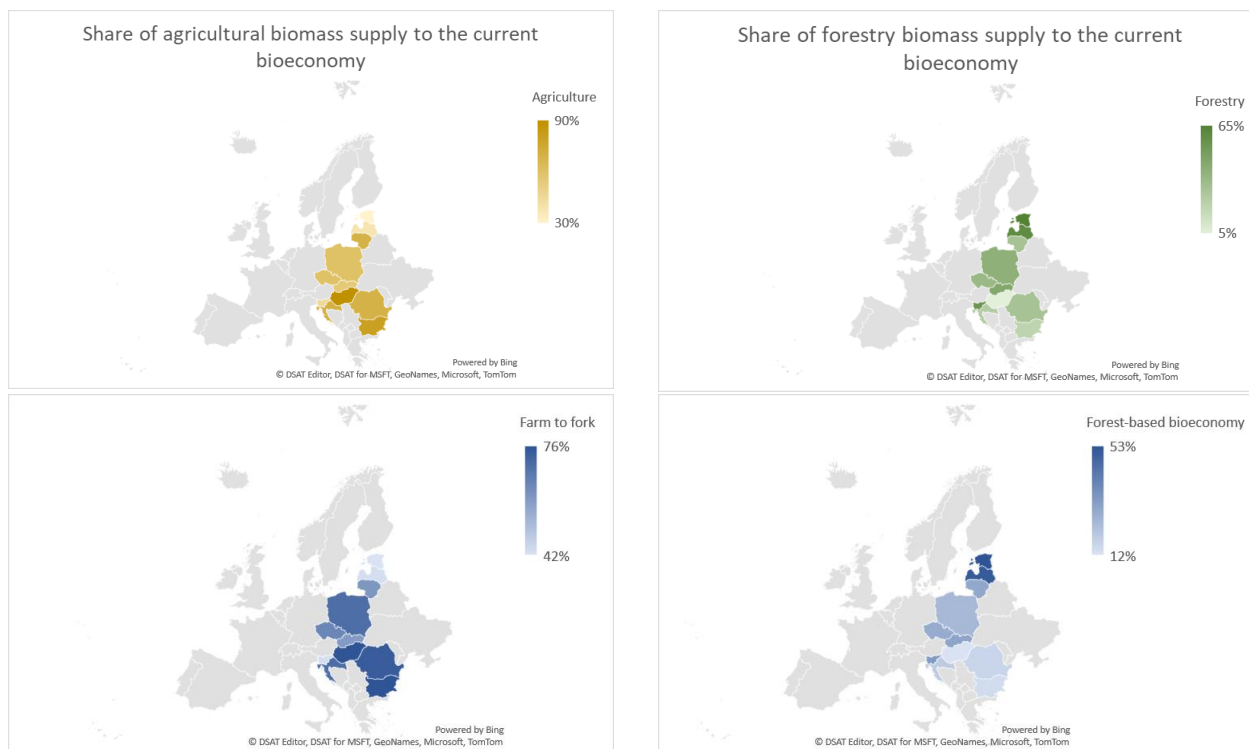 Share of agricultural biomass supply to the current
bioeconomy
Agriculture
90%
30%
Powered by Bing
© DSAT Editor, DSAT for MSFT, GeoNames, Microsoft, TomTom
Share of forestry biomass supply to the current
bioeconomy
Forestry
65%
5%
Powered by Bing
© DSAT Editor, DSAT for MSFT, GeoNames, Microsoft, TomTom
Farm to fork
76%
42%
Powered by Bing
© DSAT Editor, DSAT for MSFT, GeoNames, Microsoft, TomTom
Forest-based bioeconomy
53%
12%
Powered by Bing
© DSAT Editor, DSAT for MSFT, GeoNames, Microsoft, TomTom